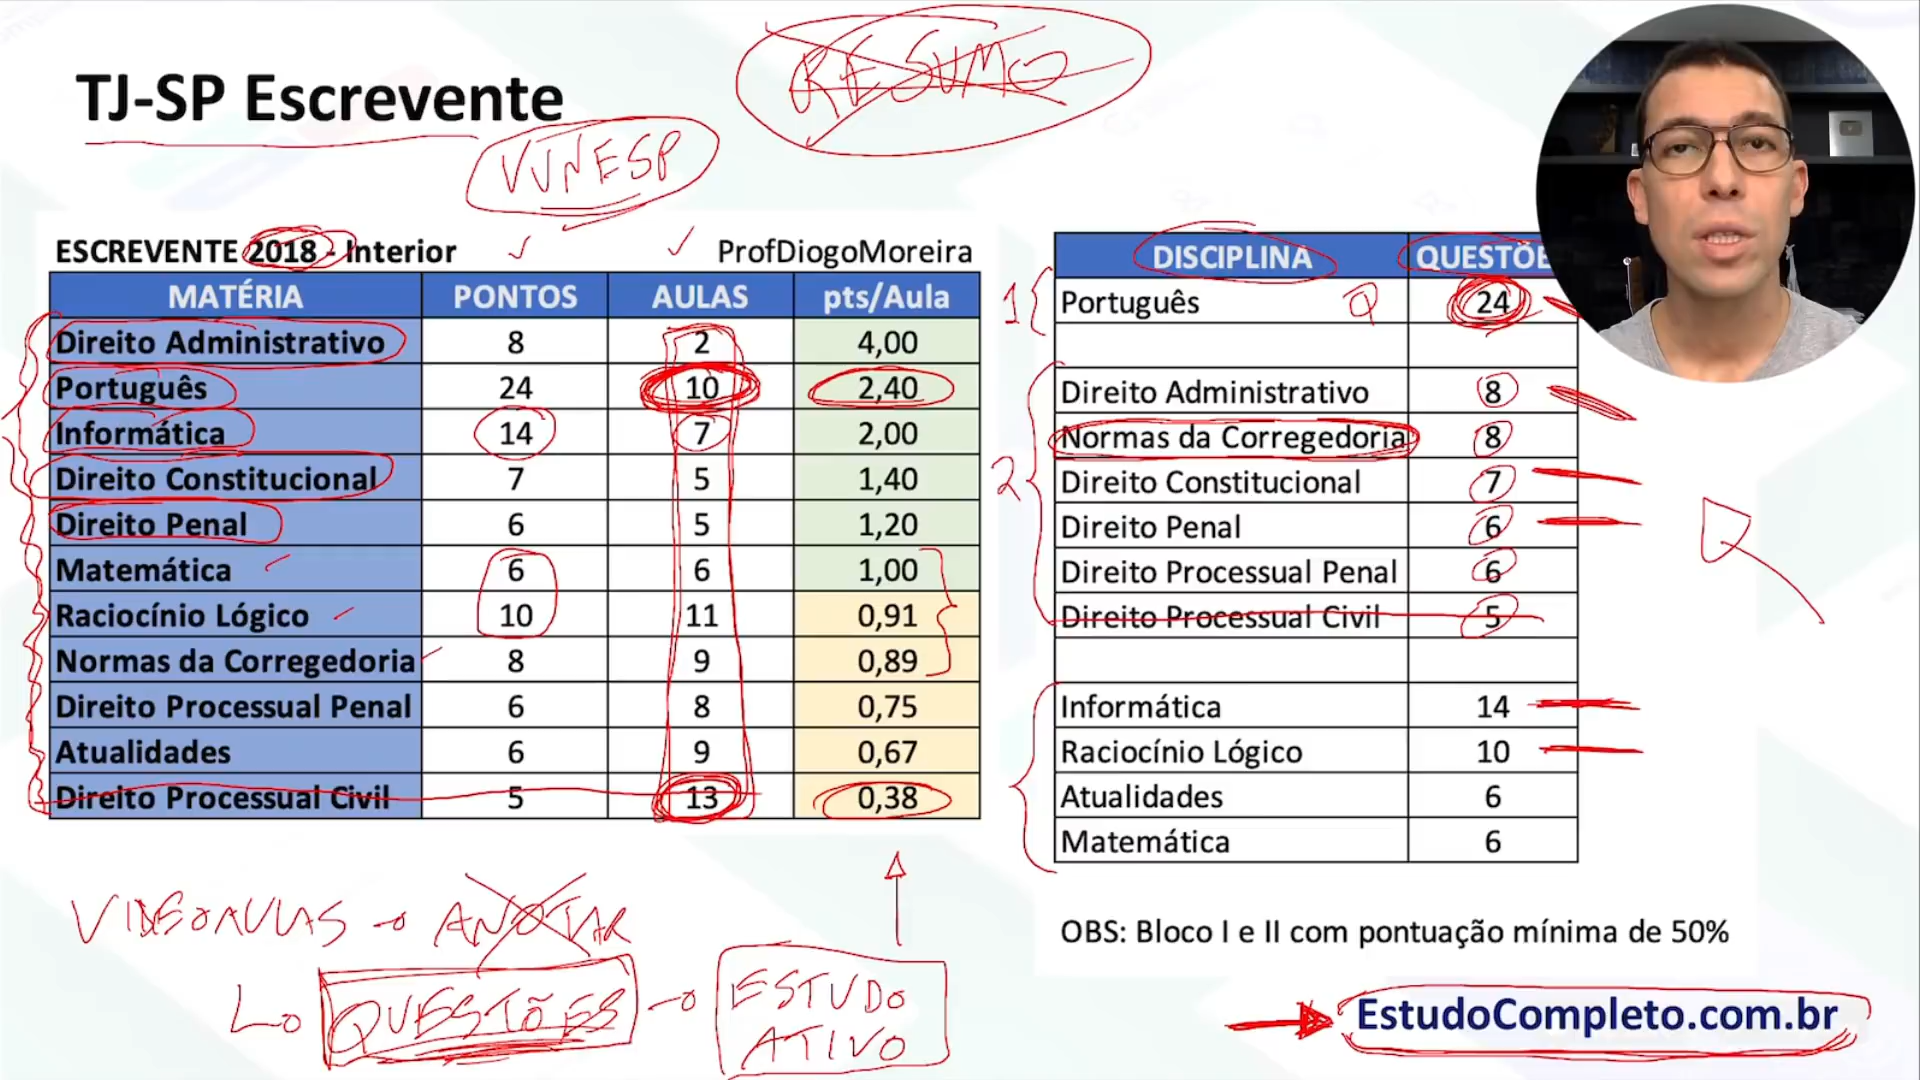 RESUMO
TJ-SP Escrevente
VUNESP
ESCREVENTE 2018 - Interior ProfDiogoMoreira
MATÉRIA PONTOS AULAS pts/Aula
Direito Administrativo 8 2 4,00
Português 24 10 2,40
Informática 14 7 2,00
Direito Constitucional 7 5 1,40
Direito Penal 6 5 1,20
Matemática 6 6 1,00
Raciocínio Lógico 10 11 0,91
Normas da Corregedoria 8 9 0,89
Direito Processual Penal 6 8 0,75
Atualidades 6 9 0,67
Direito Processual Civil 5 13 0,38
DISCIPLINA QUESTÕE
1 Português 24
2
Direito Administrativo 8
Normas da Corregedoria 8
Direito Constitucional 7
Direito Penal 6
Direito Processual Penal 6
Direito Processual Civil 5
Informática 14
Raciocínio Lógico 10
Atualidades 6
Matemática 6
VIDEOAULAS → ANOTAR
QUESTÕES → ESTUDO
ATIVO
OBS: Bloco I e II com pontuação mínima de 50%
EstudoCompleto.com.br